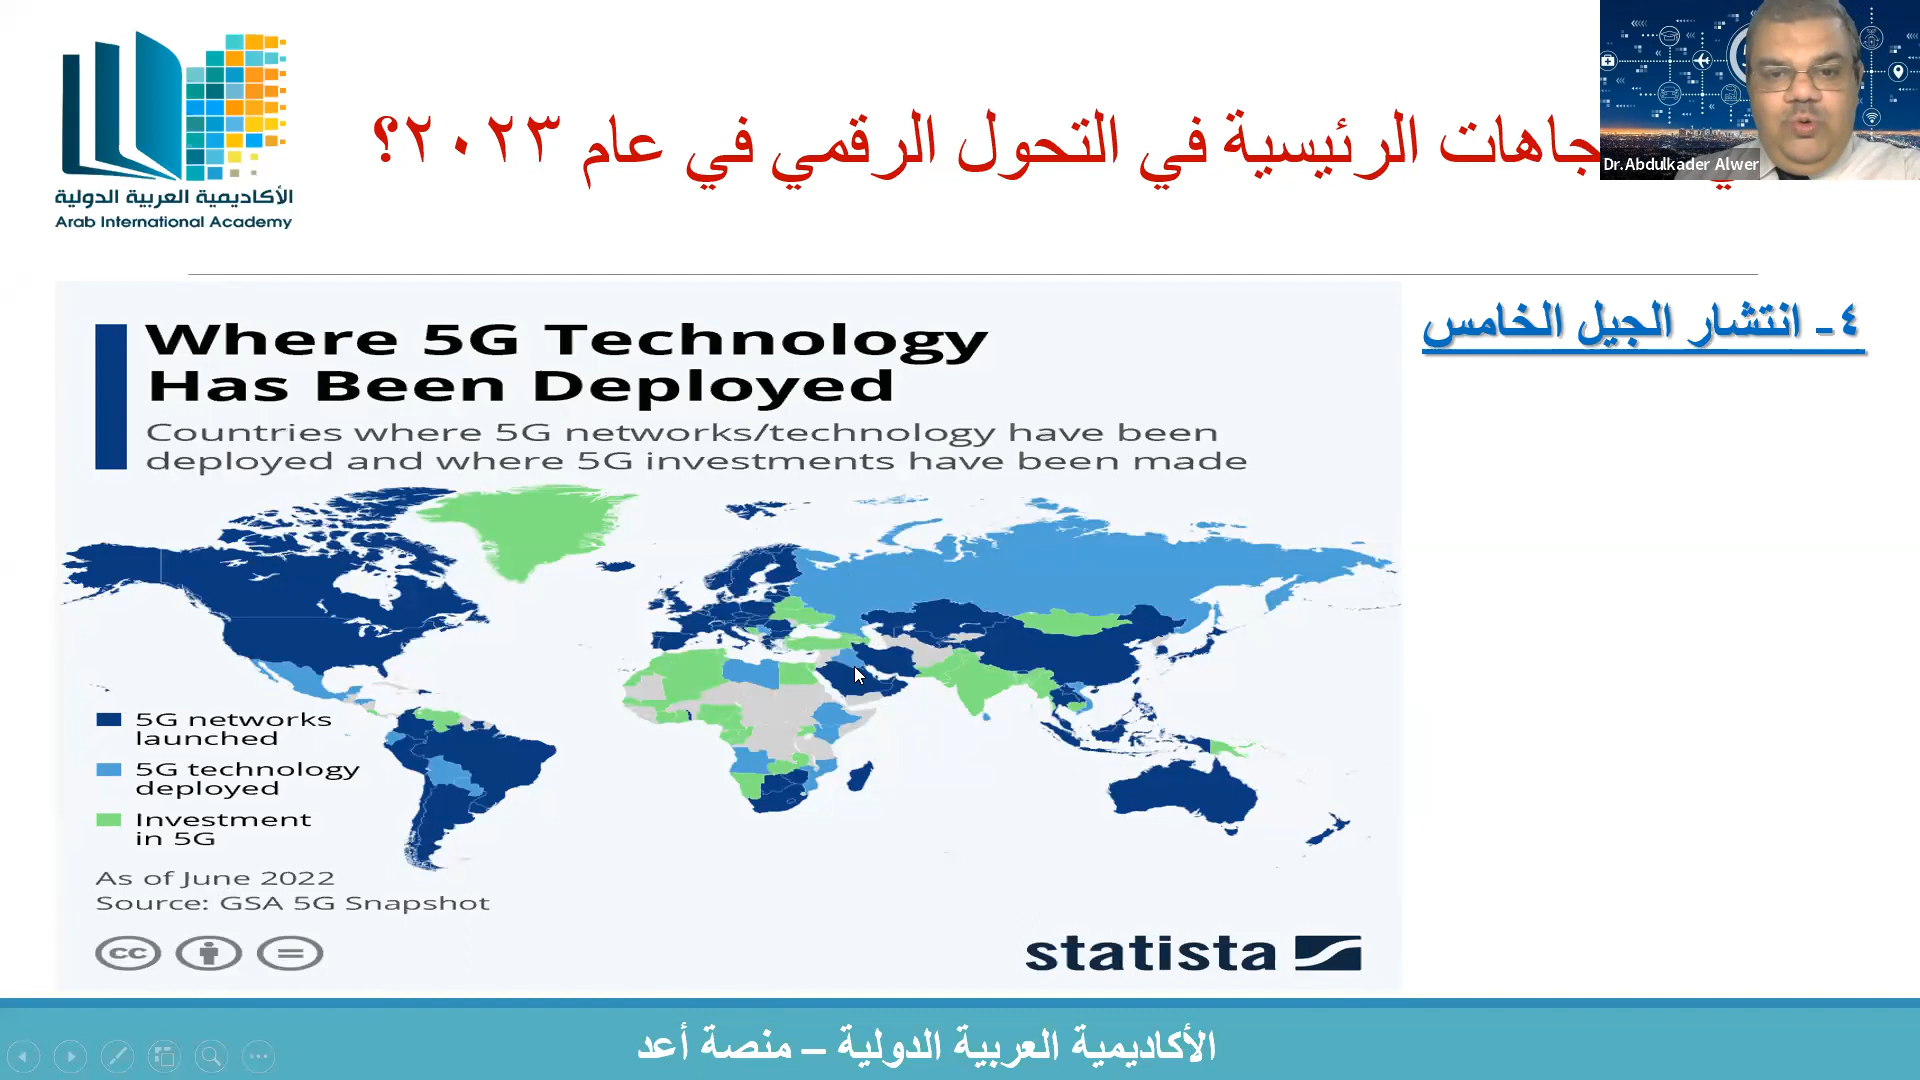 الأكاديمية العربية الدولية
Arab International Academy
الرئيسية في التحول الرقمي في عام ٢٠٢٣؟
Dr.Abdulkader Alwer
٤- انتشار الجيل الخامس
Where 5G Technology
Has Been Deployed
Countries where 5G networks/technology have been
deployed and where 5G investments have been made
5G networks
launched
5G technology
deployed
Investment
in 5G
As of June 2022
Source: GSA 5G Snapshot
cc
statista
الأكاديمية العربية الدولية – منصة أعد